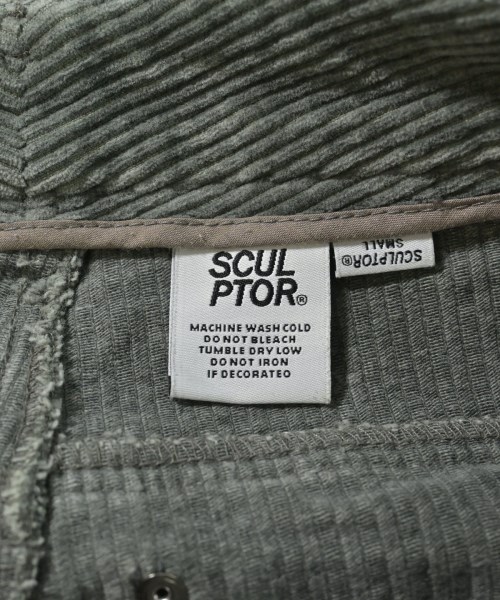 SCUL
PTOR®
MACHINE WASH COLD
DO NOT BLEACH
TUMBLE DRY LOW
DO NOT IRON
IF DECORATED
SCULPTOR®
SMALL